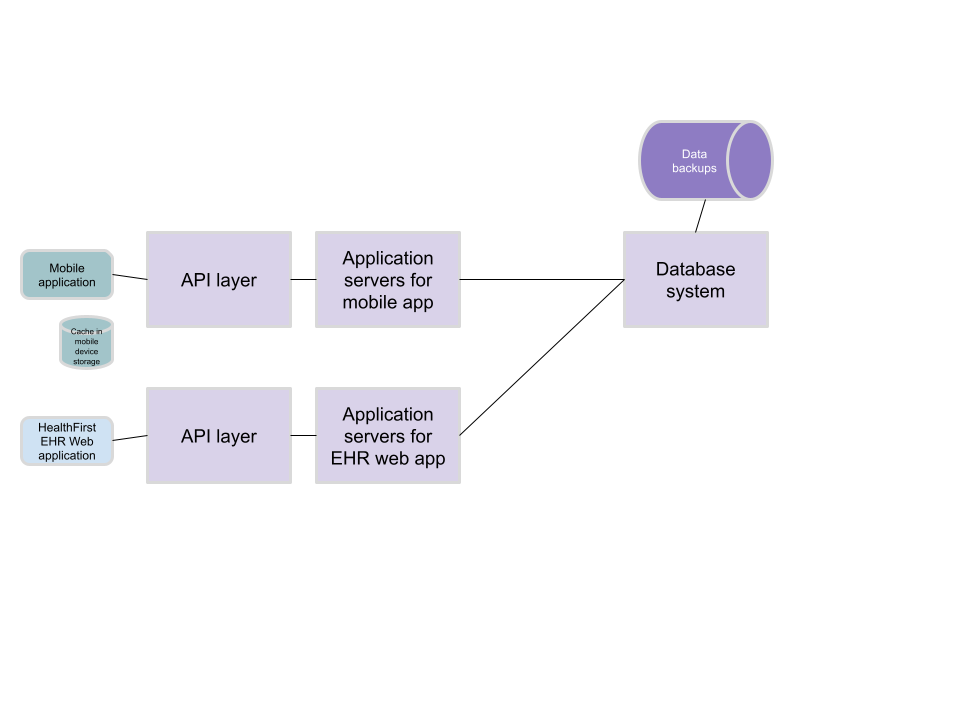 Data
backups
Mobile
application
API layer
Application
servers for
mobile app
Database
system
Cache in
mobile
device
storage
HealthFirst
EHR Web
application
API layer
Application
servers for
EHR web app